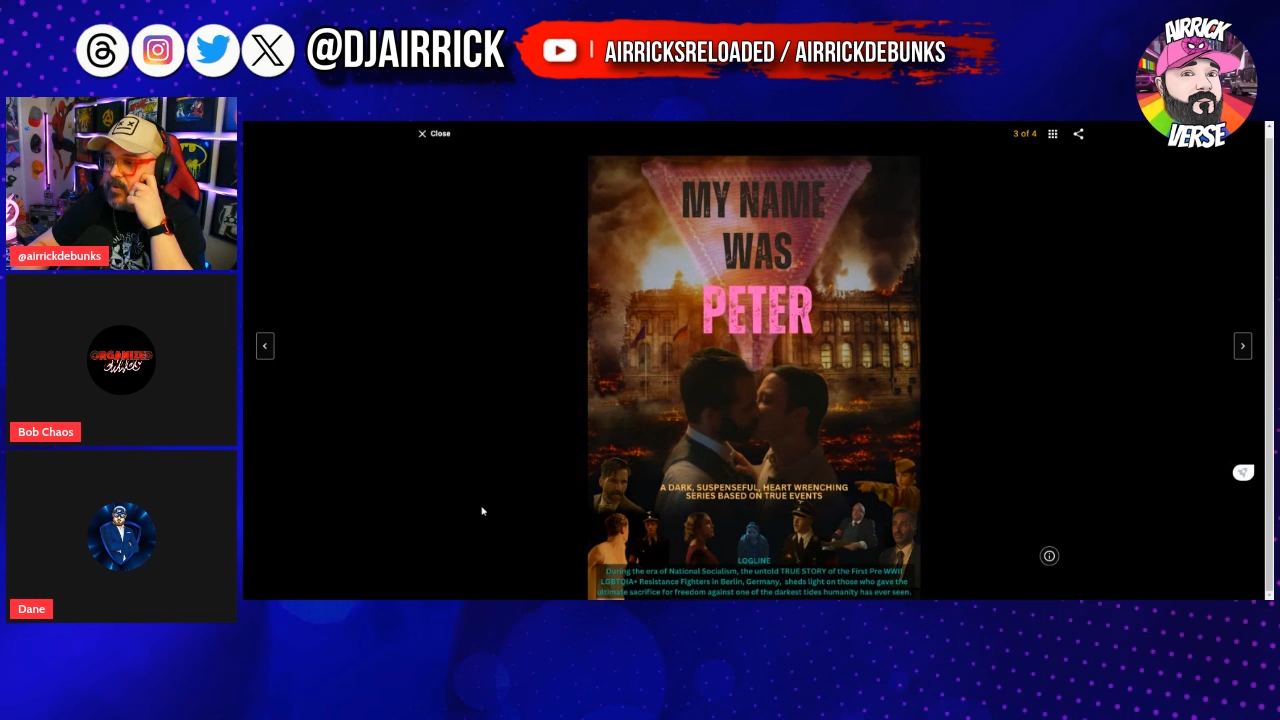 @DJAIRRICK
AIRRICKSRELOADED / AIRRICKDEBUNKS
AIRRICK
VERSE
@airrickdebunks
Bob Chaos
Dane
Close
3 of 4
MY NAME
WAS
PETER
A DARK, SUSPENSEFUL, HEART WRENCHING
SERIES BASED ON TRUE EVENTS
LOGLINE
During the era of National Socialism, the untold TRUE STORY of the First Pre WWII
LGBTQIA+ Resistance Fighters in Berlin, Germany, sheds light on those who gave the
ultimate sacrifice for freedom against one of the darkest tides humanity has ever seen.